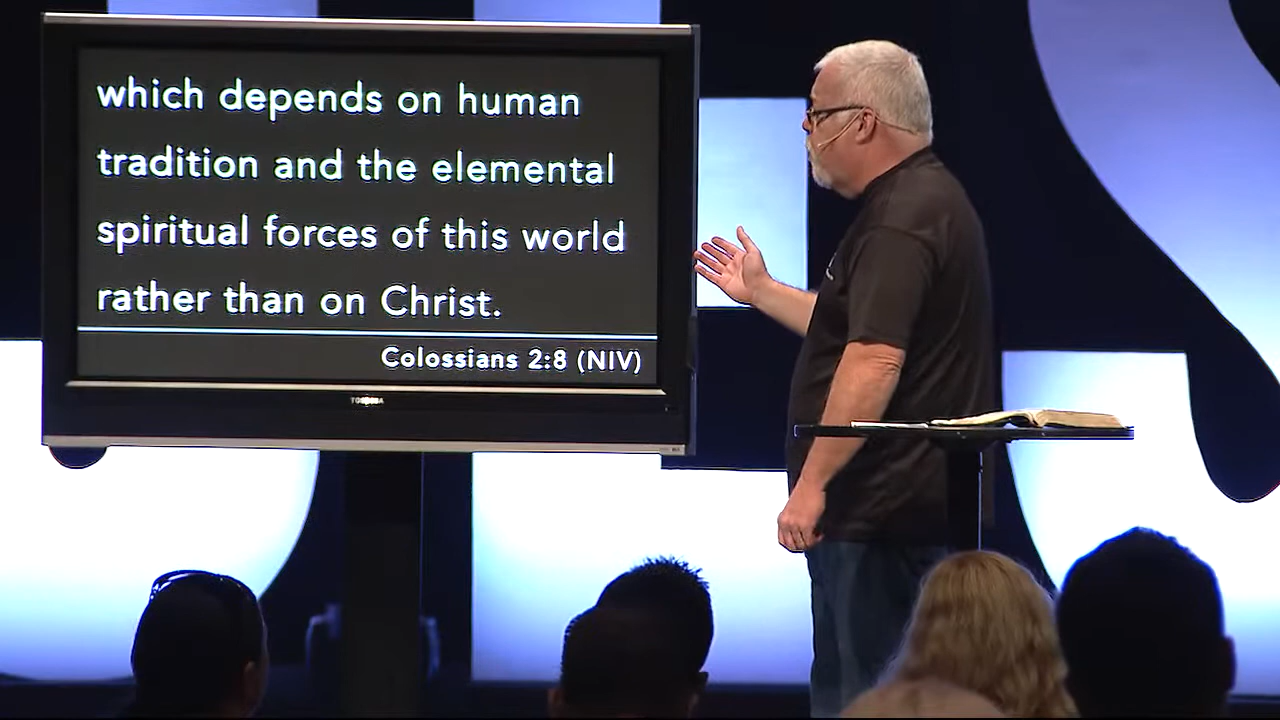 which depends on human
tradition and the elemental
spiritual forces of this world
rather than on Christ.
Colossians 2:8 (NIV)
TOSHIBA